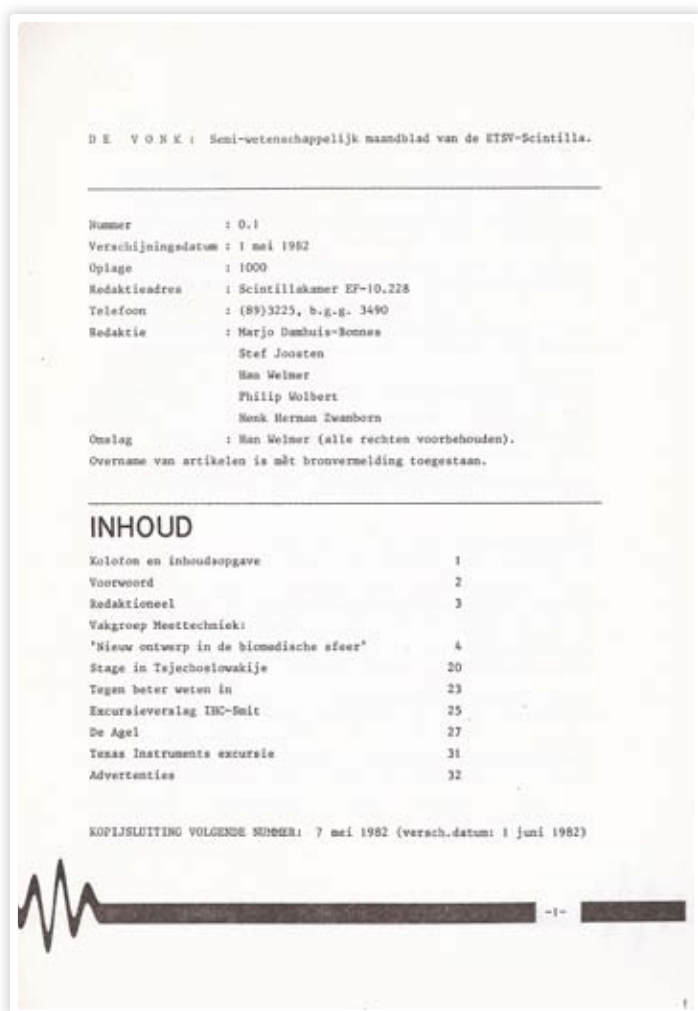 DE VONK: Semi-wetenschappelijk maandblad van de ETSV-Scintilla.
Nummer : 0.1
Verschijningsdatum : 1 mei 1982
Oplage : 1000
Redaktieadres : Scintillakamer EF-10.228
Telefoon : (89)3225, b.g.g. 3490
Redaktie : Marjo Damhuis-Bonnes
Stef Joosten
Han Welmer
Philip Wolbert
Henk Herman Zwanborn
Omslag : Han Welmer (alle rechten voorbehouden).
Overname van artikelen is mèt bronvermelding toegestaan.
INHOUD
Kolofon en inhoudsopgave 1
Voorwoord 2
Redaktioneel 3
Vakgroep Meettechniek:
"Nieuw ontwerp in de biomedische sfeer" 4
Stage in Tsjechoslowakije 20
Tegen beter weten in 23
Excursieverslag IHC-Smit 25
De Agel 27
Texas Instruments excursie 31
Advertenties 32
KOPIJSLUITING VOLGENDE NUMMER: 7 mei 1982 (versch.datum: 1 juni 1982)
-1-